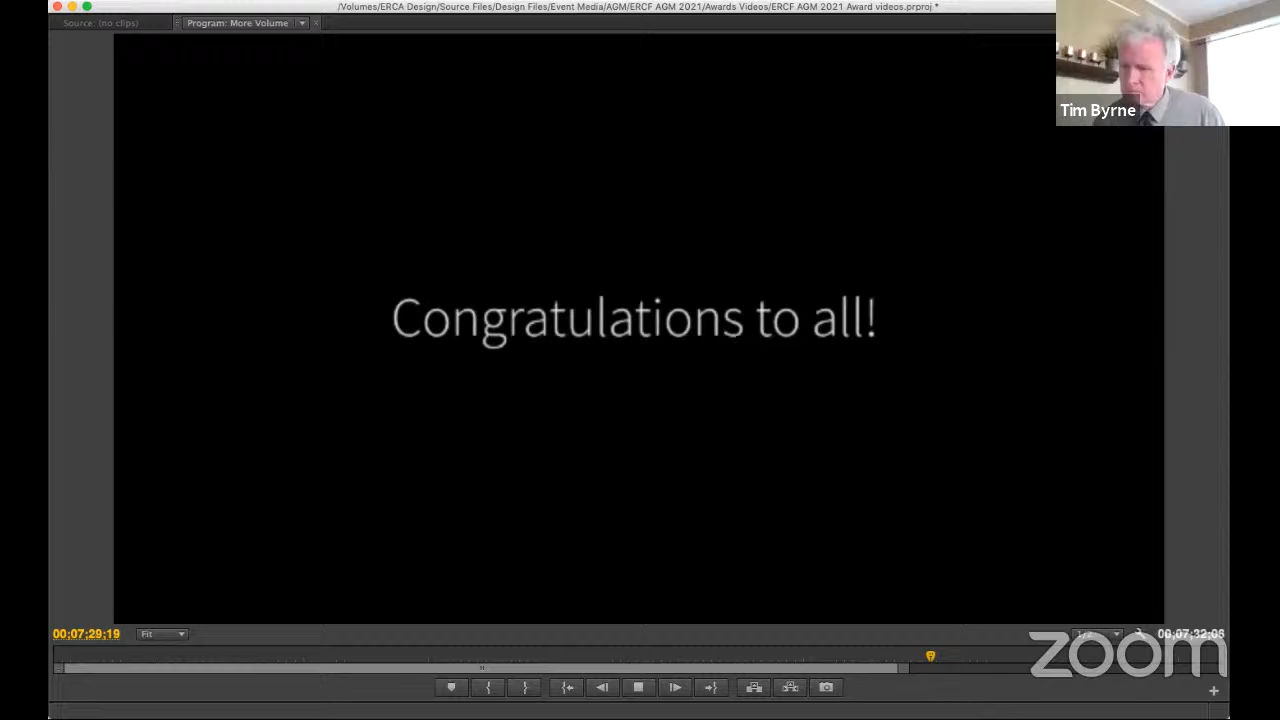 /Volumes/ERCA Design/Source Files/Design Files/Event Media/AGM/ERCF AGM 2021/Awards Videos/ERCF AGM 2021 Award videos.prproj *
Source: (no clips)
Program: More Volume
Tim Byrne
Congratulations to all!
00;07;29;19
Fit
1/2
00;07;32;06
zoom